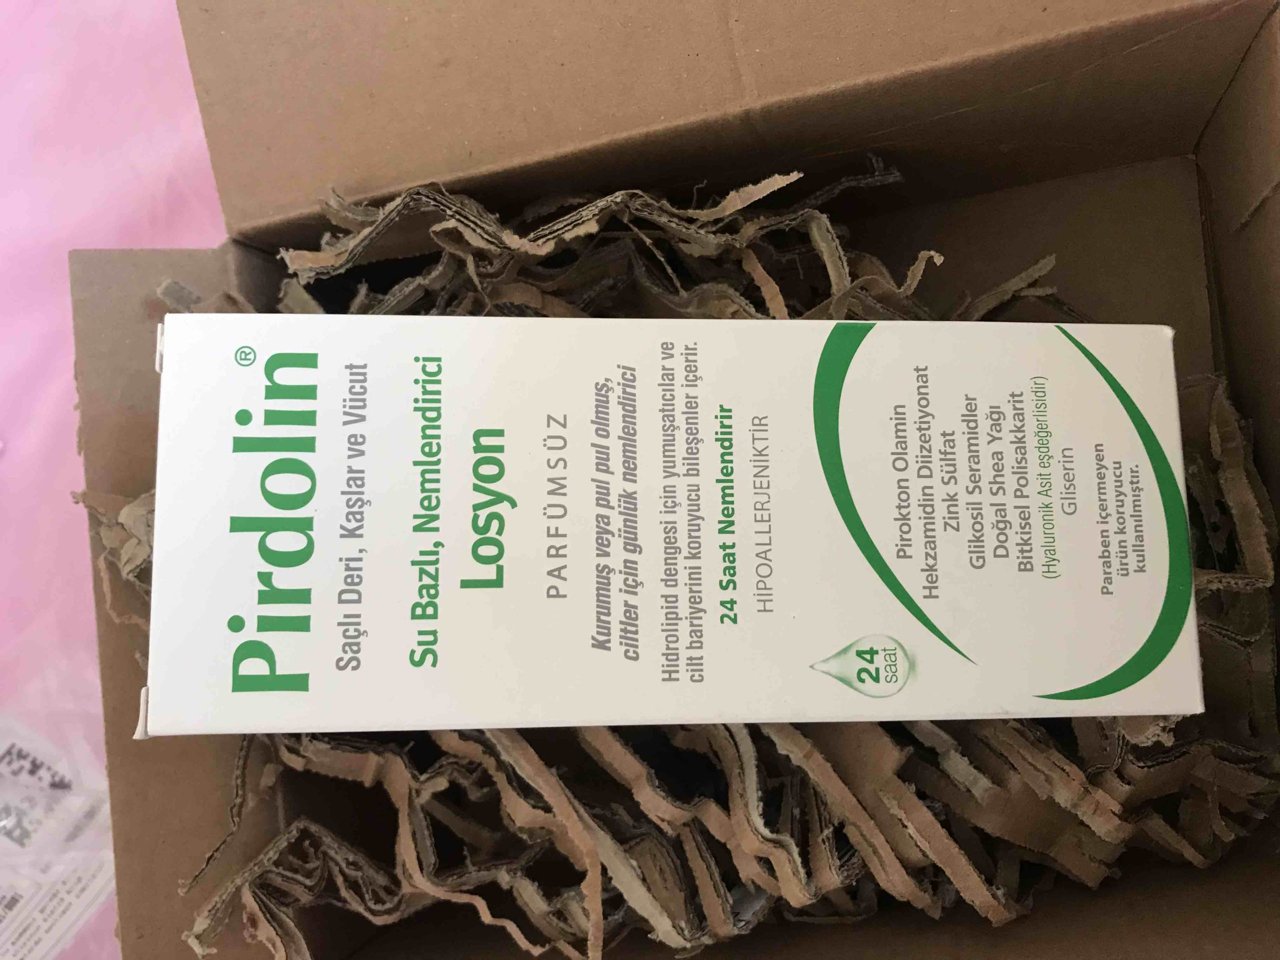 Pirdolin®
Saçlı Deri, Kaşlar ve Vücut
Su Bazlı, Nemlendirici
Losyon
PARFÜMSÜZ
Kurumuş veya pul pul olmuş,
ciltler için günlük nemlendirici
Hidrolipid dengesi için yumuşatıcılar ve
cilt bariyerini koruyucu bileşenler içerir.
24 Saat Nemlendirir
HİPOALLERJENİKTİR
24
saat
Pirokton Olamin
Hekzamidin Diizetiyonat
Zink Sülfat
Glikosil Seramidler
Doğal Shea Yağı
Bitkisel Polisakkarit
(Hyaluronik Asit eşdeğerlisidir)
Gliserin
Paraben içermeyen
ürün koruyucu
kullanılmıştır.